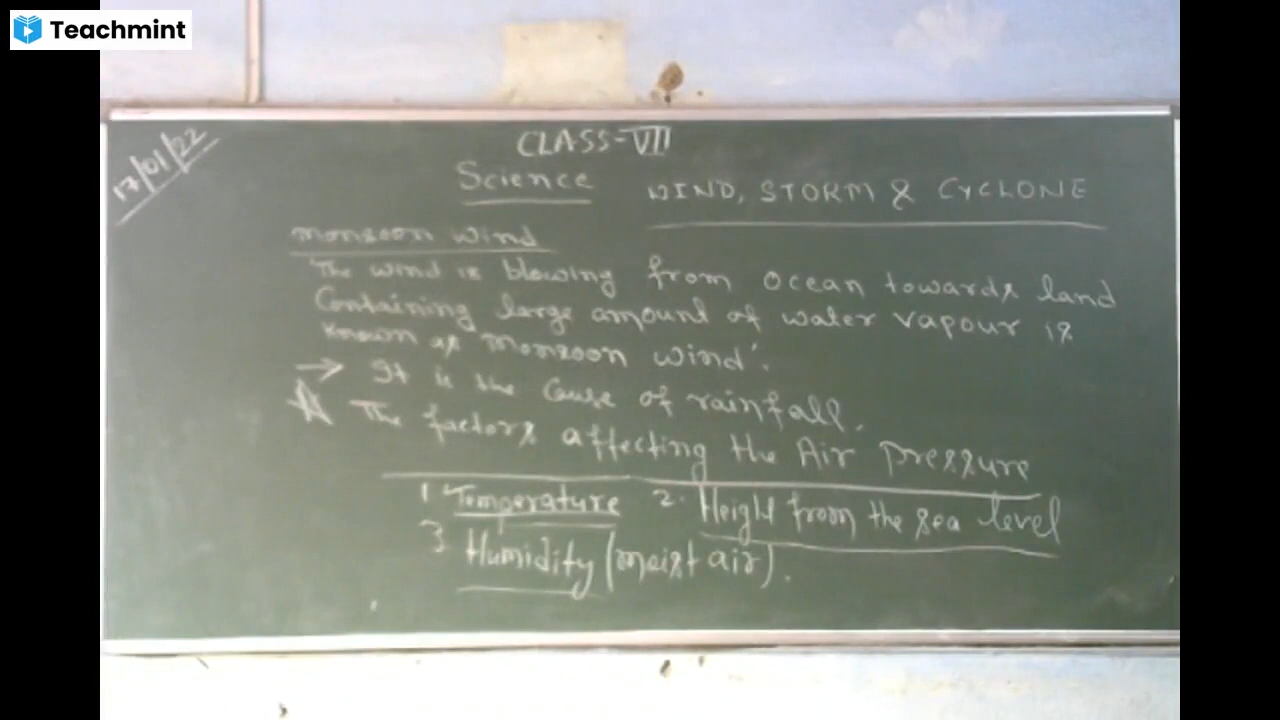 Teachmint
17/01/22
CLASS-VII
Science WIND, STORM & CYCLONE
monsoon wind
The wind is blowing from ocean towards land
Containing large amount of water vapour is
known as monsoon wind'.
→ It is the cause of rainfall.
The factors affecting the Air pressure
1. Temperature 2. Height from the sea level
3. Humidity (moist air).